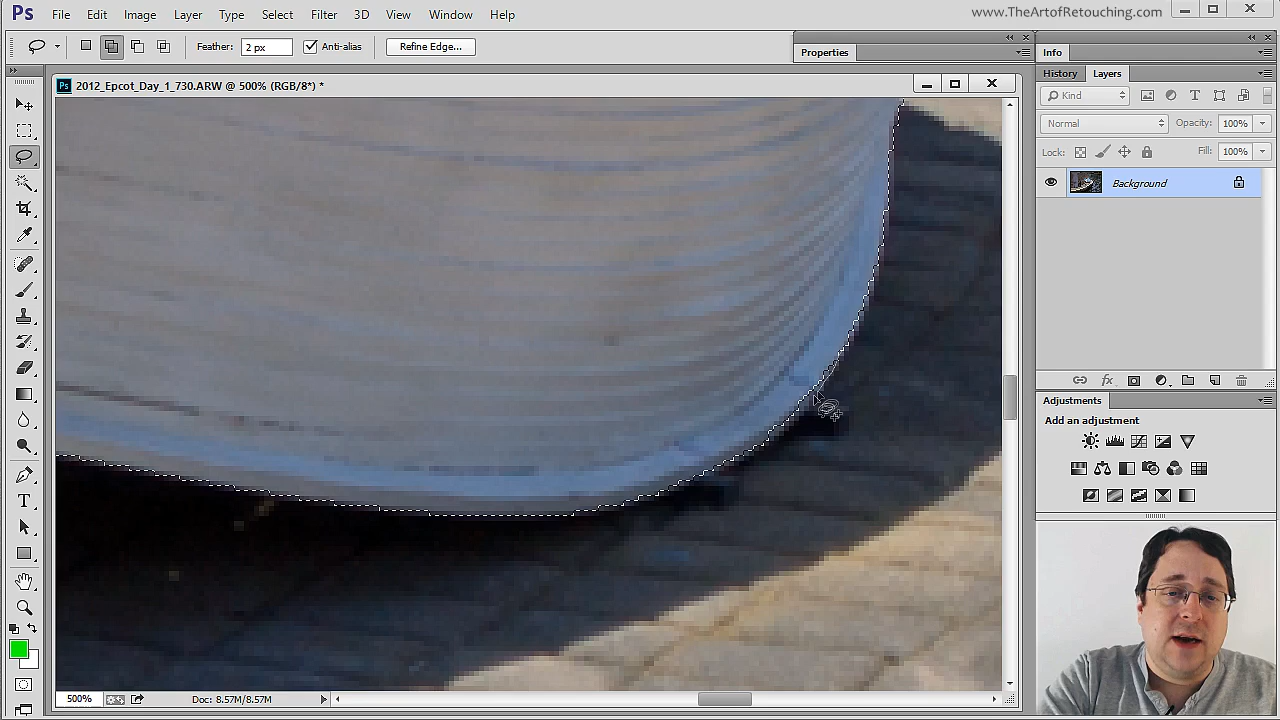 Ps File Edit Image Layer Type Select Filter 3D View Window Help www.TheArtofRetouching.com
Feather: 2 px Anti-alias Refine Edge...
Properties
Info
2012_Epcot_Day_1_730.ARW @ 500% (RGB/8*) *
History Layers
Kind
Normal Opacity: 100%
Lock: Fill: 100%
Background
fx
Adjustments
Add an adjustment
T
500% Doc: 8.57M/8.57M